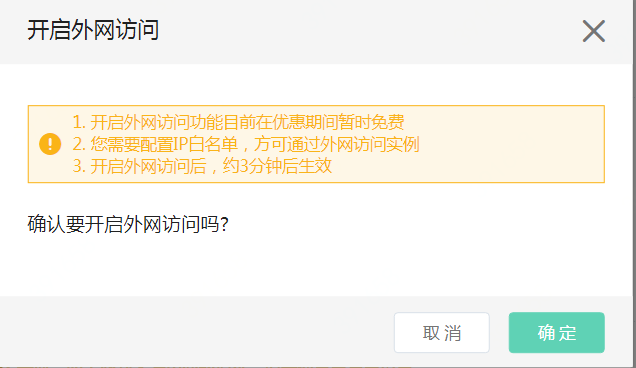 开启外网访问
1. 开启外网访问功能目前在优惠期间暂时免费
2. 您需要配置IP白名单，方可通过外网访问实例
3. 开启外网访问后，约3分钟后生效
确认要开启外网访问吗?
取消
确定